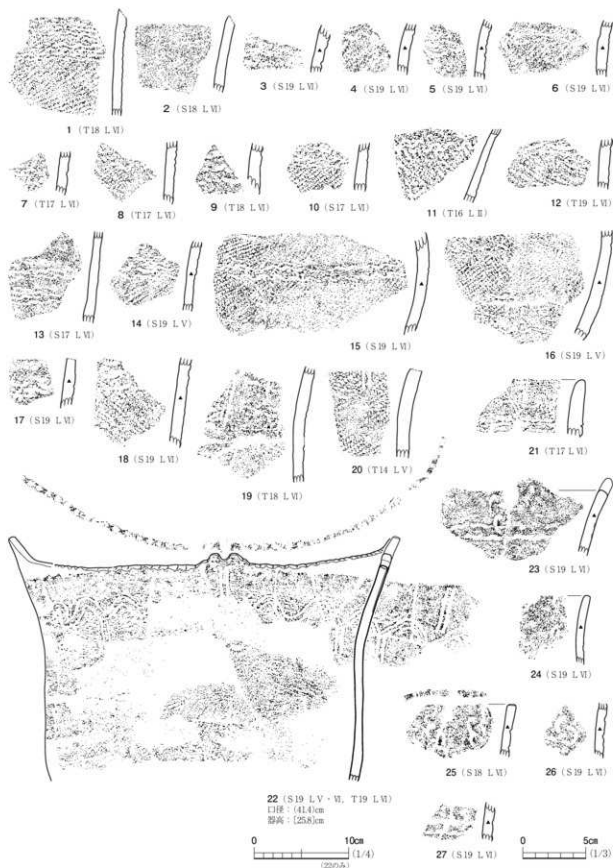 1 (T18 LⅥ)
2 (S18 LⅥ)
3 (S19 LⅥ)
4 (S19 LⅥ)
5 (S19 LⅥ)
6 (S19 LⅥ)
7 (T17 LⅥ)
8 (T17 LⅥ)
9 (T18 LⅥ)
10 (S17 LⅥ)
11 (T16 LⅡ)
12 (T19 LⅥ)
13 (S17 LⅥ)
14 (S19 LⅤ)
15 (S19 LⅥ)
16 (S19 LⅤ)
17 (S19 LⅥ)
18 (S19 LⅥ)
19 (T18 LⅥ)
20 (T14 LⅤ)
21 (T17 LⅥ)
23 (S19 LⅥ)
24 (S19 LⅥ)
25 (S18 LⅥ)
26 (S19 LⅥ)
22 (S19 LⅤ・Ⅵ, T19 LⅥ)
口径:(41.4)cm
器高:[25.8]cm
0 10cm
(1/4)
(22のみ)
27 (S19 LⅥ)
0 5cm
(1/3)